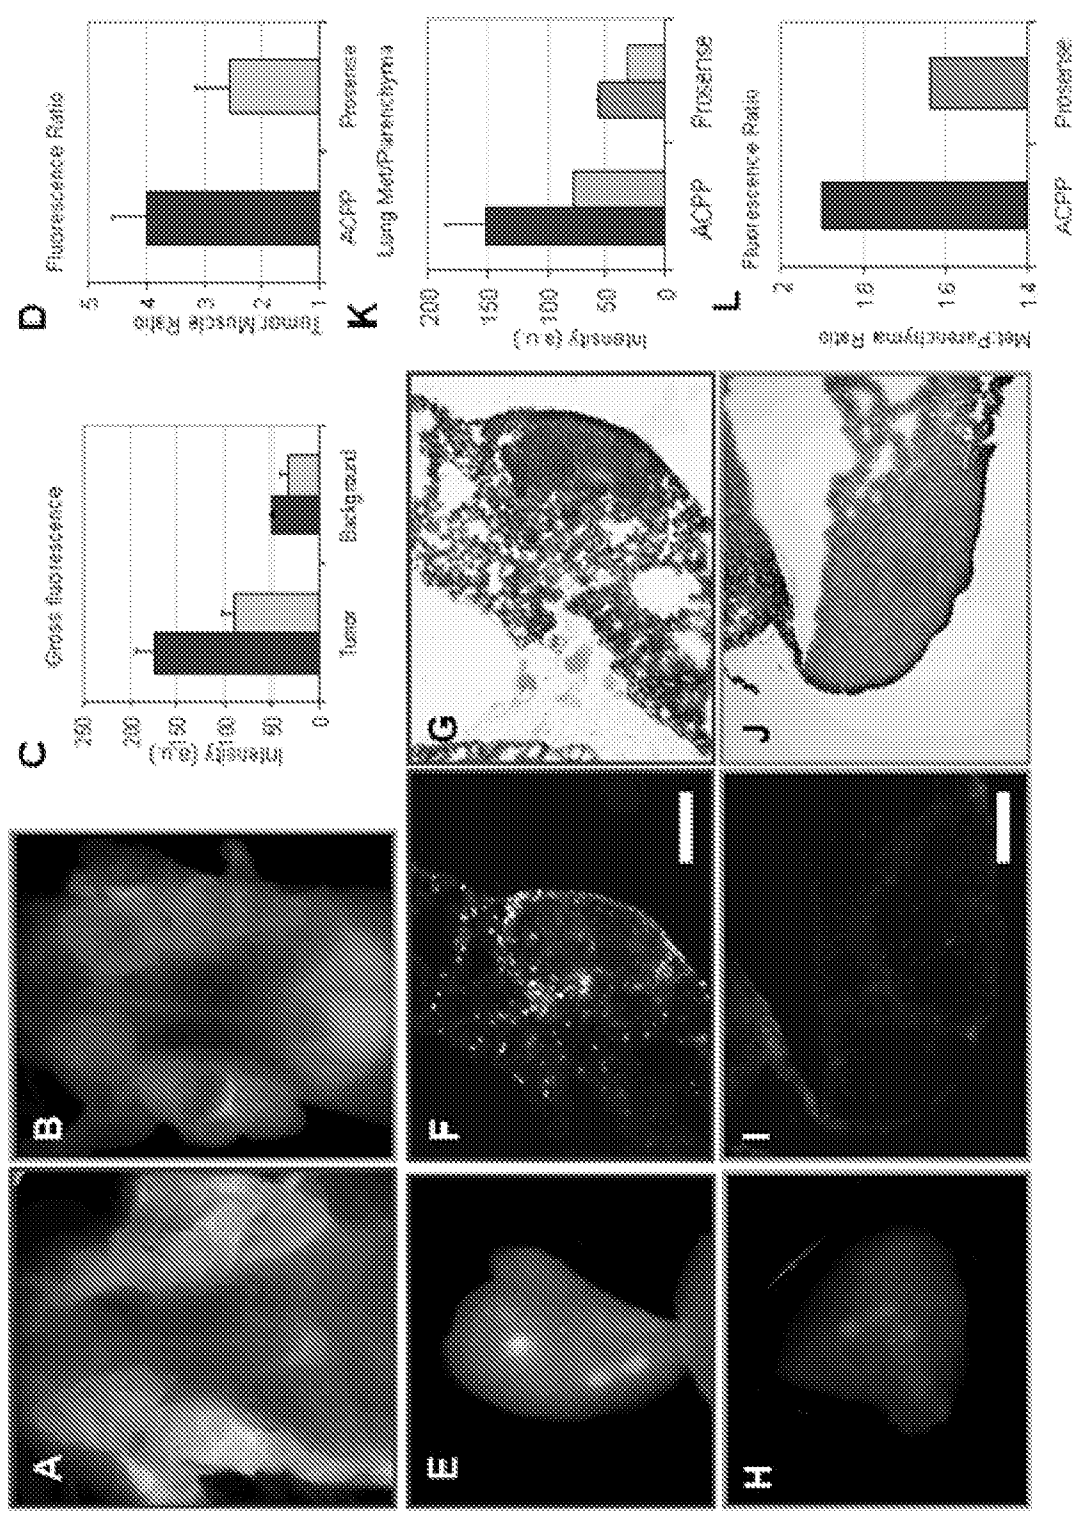 A
B
C
Gross fluorescence
Intensity (a.u.)
250
200
150
100
50
0
Tumor
Background
D
Fluorescence Ratio
Tumor:Muscle Ratio
5
4
3
2
1
ACPP
Prosense
E
F
G
H
I
J
K
Long Met/Parenchyma
Intensity (a.u.)
200
150
100
50
0
ACPP
Prosense
L
Fluorescence Ratio
Met:Parenchyma Ratio
2
1.8
1.6
1.4
ACPP
Prosense